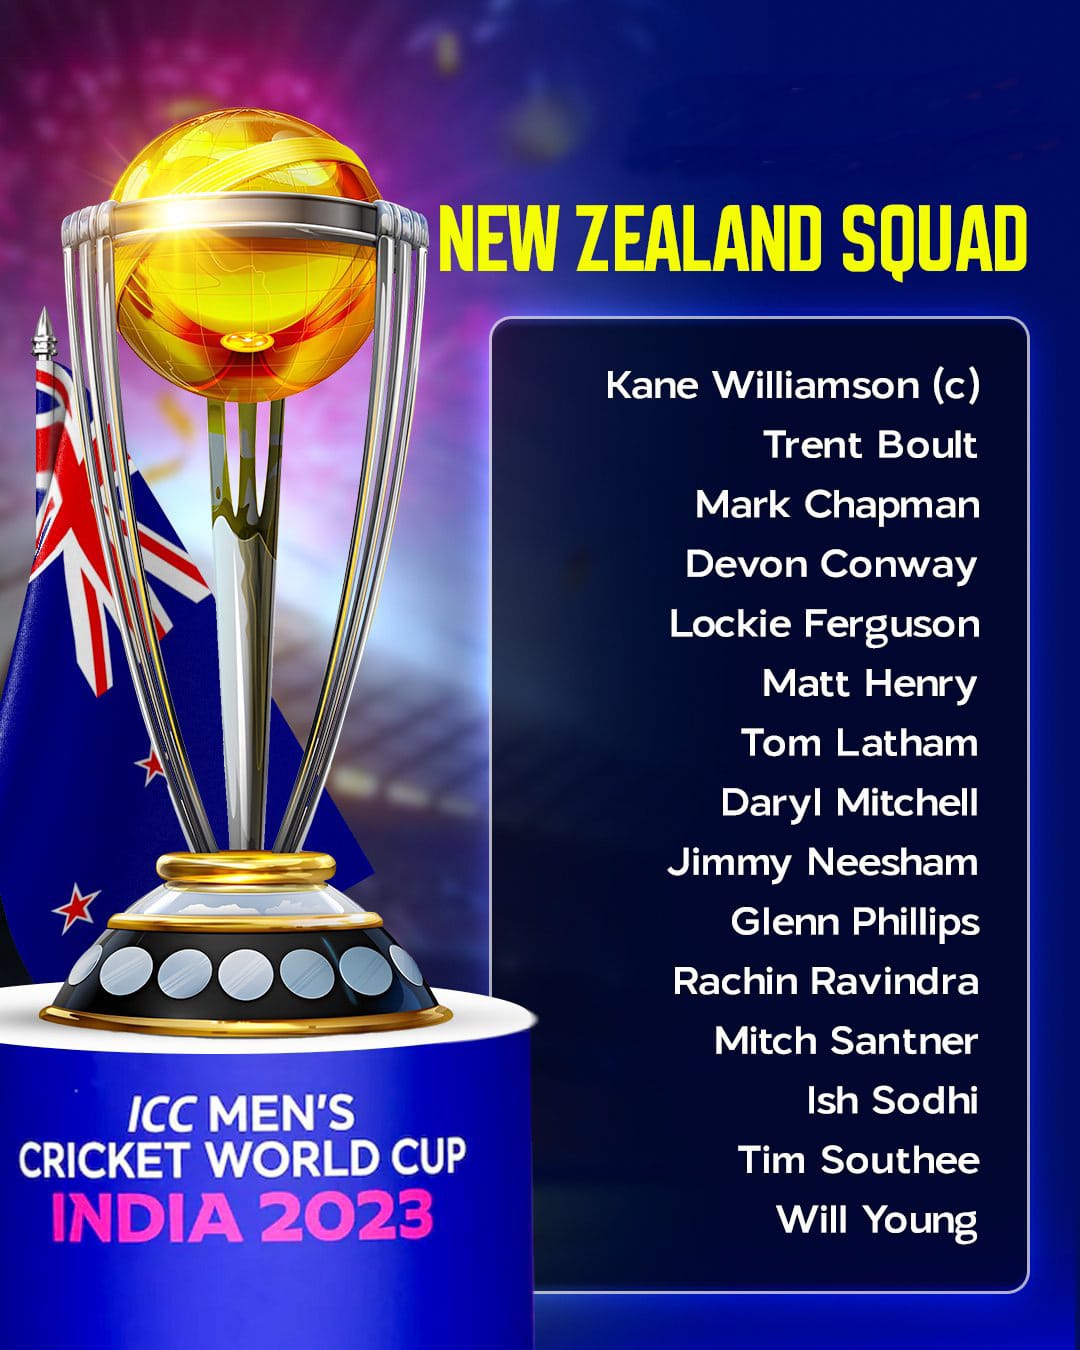 NEW ZEALAND SQUAD
Kane Williamson (c)
Trent Boult
Mark Chapman
Devon Conway
Lockie Ferguson
Matt Henry
Tom Latham
Daryl Mitchell
Jimmy Neesham
Glenn Phillips
Rachin Ravindra
Mitch Santner
Ish Sodhi
Tim Southee
Will Young
ICC MEN'S
CRICKET WORLD CUP
INDIA 2023